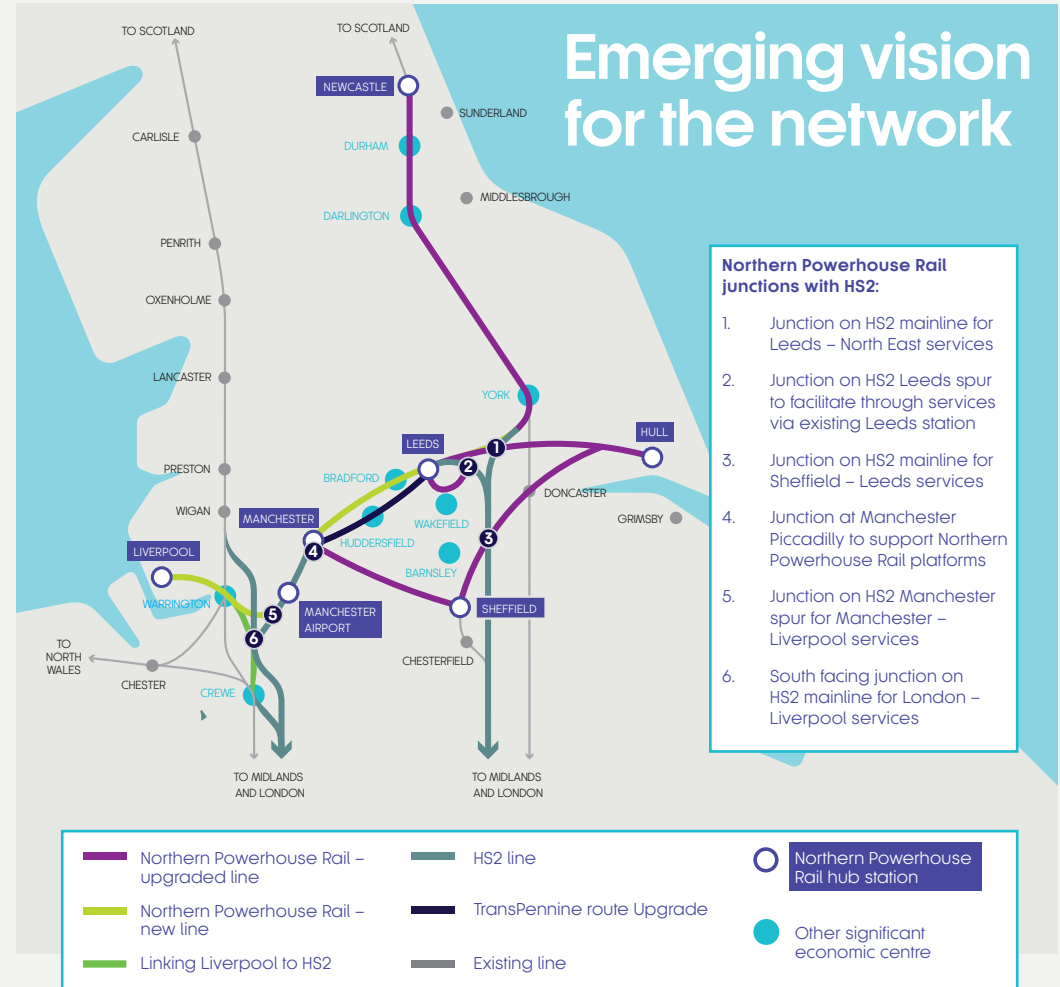 Emerging vision
for the network
TO SCOTLAND
TO SCOTLAND
NEWCASTLE
SUNDERLAND
CARLISLE
DURHAM
MIDDLESBROUGH
DARLINGTON
PENRITH
OXENHOLME
LANCASTER
YORK
HULL
LEEDS
PRESTON
BRADFORD
1
2
DONCASTER
WIGAN
MANCHESTER
WAKEFIELD
GRIMSBY
HUDDERSFIELD
3
4
LIVERPOOL
BARNSLEY
WARRINGTON
5
MANCHESTER
AIRPORT
SHEFFIELD
6
TO
NORTH
WALES
CHESTERFIELD
CHESTER
CREWE
TO MIDLANDS
AND LONDON
TO MIDLANDS
AND LONDON
Northern Powerhouse Rail
junctions with HS2:
1. Junction on HS2 mainline for
Leeds – North East services
2. Junction on HS2 Leeds spur
to facilitate through services
via existing Leeds station
3. Junction on HS2 mainline for
Sheffield – Leeds services
4. Junction at Manchester
Piccadilly to support Northern
Powerhouse Rail platforms
5. Junction on HS2 Manchester
spur for Manchester –
Liverpool services
6. South facing junction on
HS2 mainline for London –
Liverpool services
Northern Powerhouse Rail –
upgraded line
Northern Powerhouse Rail –
new line
Linking Liverpool to HS2
HS2 line
TransPennine route Upgrade
Existing line
Northern Powerhouse
Rail hub station
Other significant
economic centre